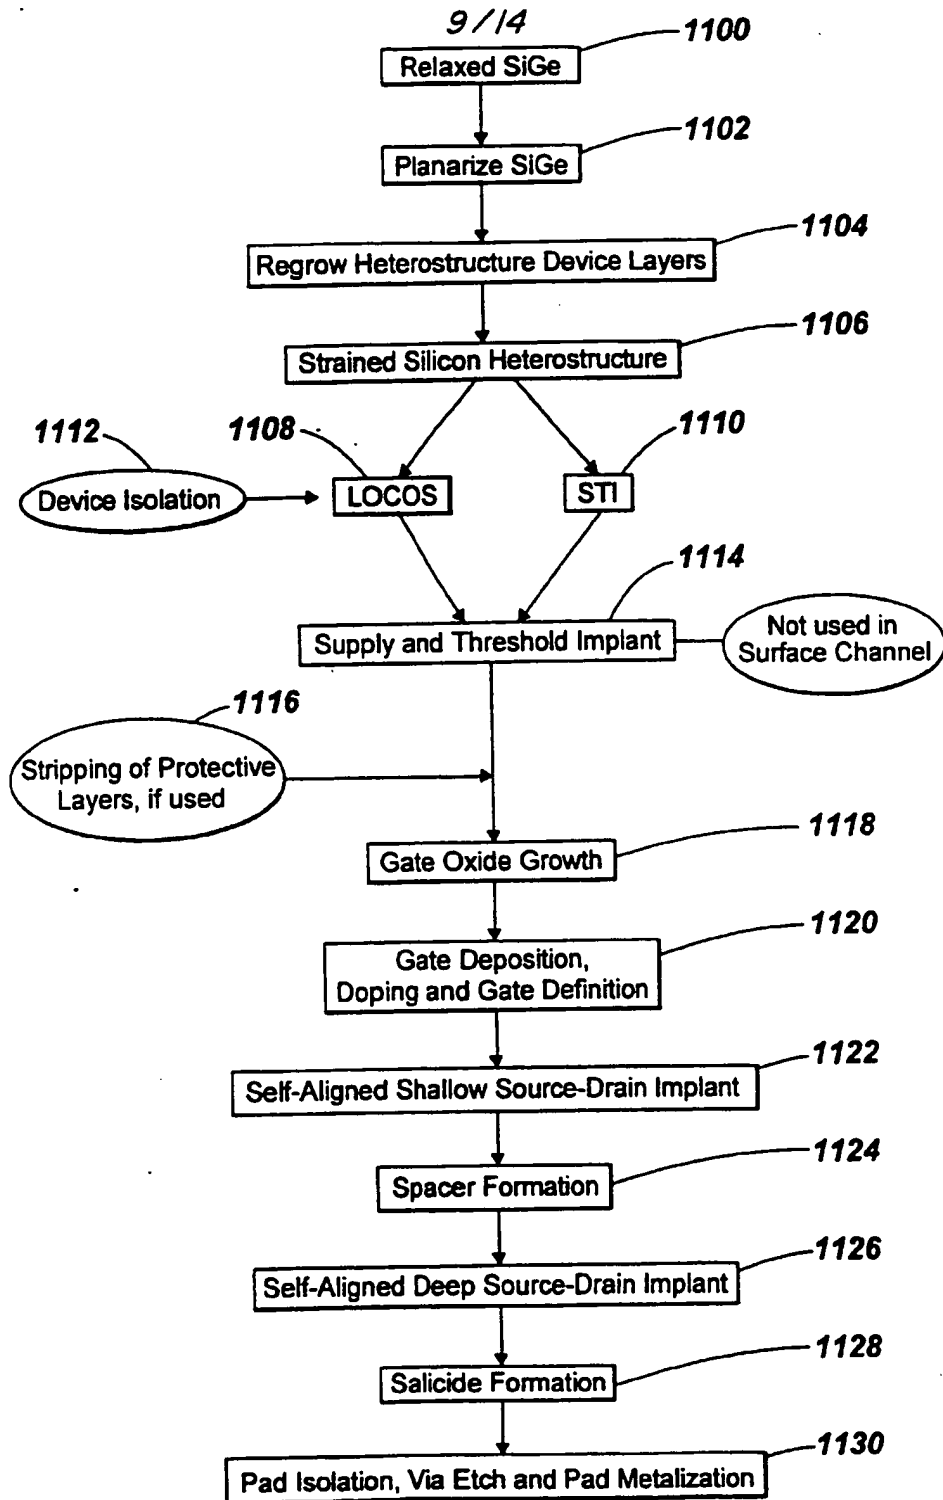 9/14
1100
Relaxed SiGe
1102
Planarize SiGe
1104
Regrow Heterostructure Device Layers
1106
Strained Silicon Heterostructure
1112
1108
1110
Device Isolation
LOCOS
STI
1114
Supply and Threshold Implant
Not used in
Surface Channel
1116
Stripping of Protective
Layers, if used
1118
Gate Oxide Growth
1120
Gate Deposition,
Doping and Gate Definition
1122
Self-Aligned Shallow Source-Drain Implant
1124
Spacer Formation
1126
Self-Aligned Deep Source-Drain Implant
1128
Salicide Formation
1130
Pad Isolation, Via Etch and Pad Metalization